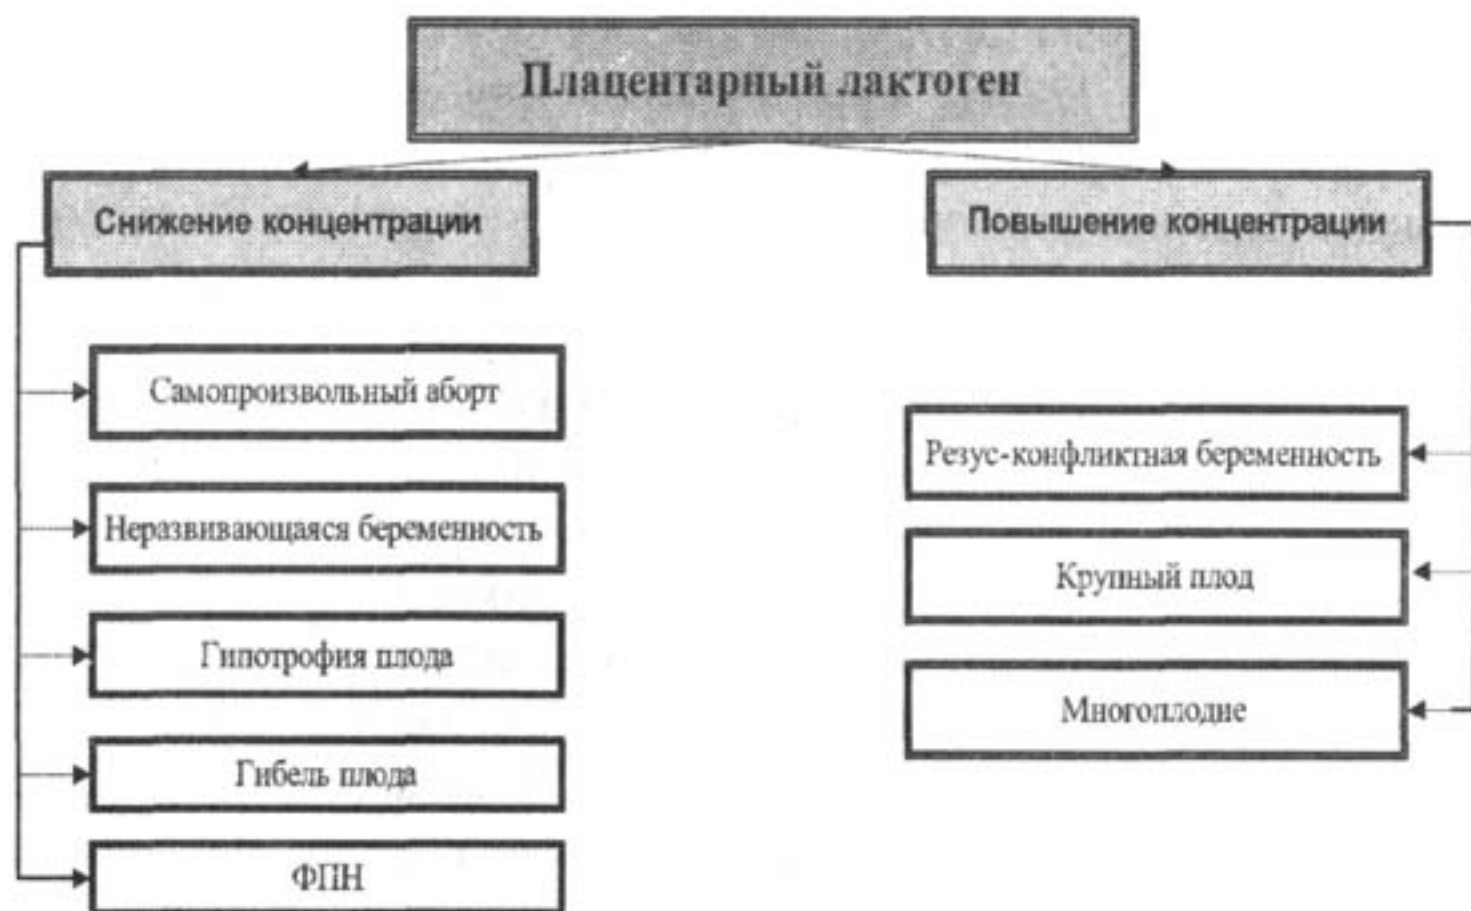 Плацентарный лактоген
Снижение концентрации
Повышение концентрации
Самопроизвольный аборт
Неразвивающаяся беременность
Гипотрофия плода
Гибель плода
ФПН
Резус-конфликтная беременность
Крупный плод
Многоплодие